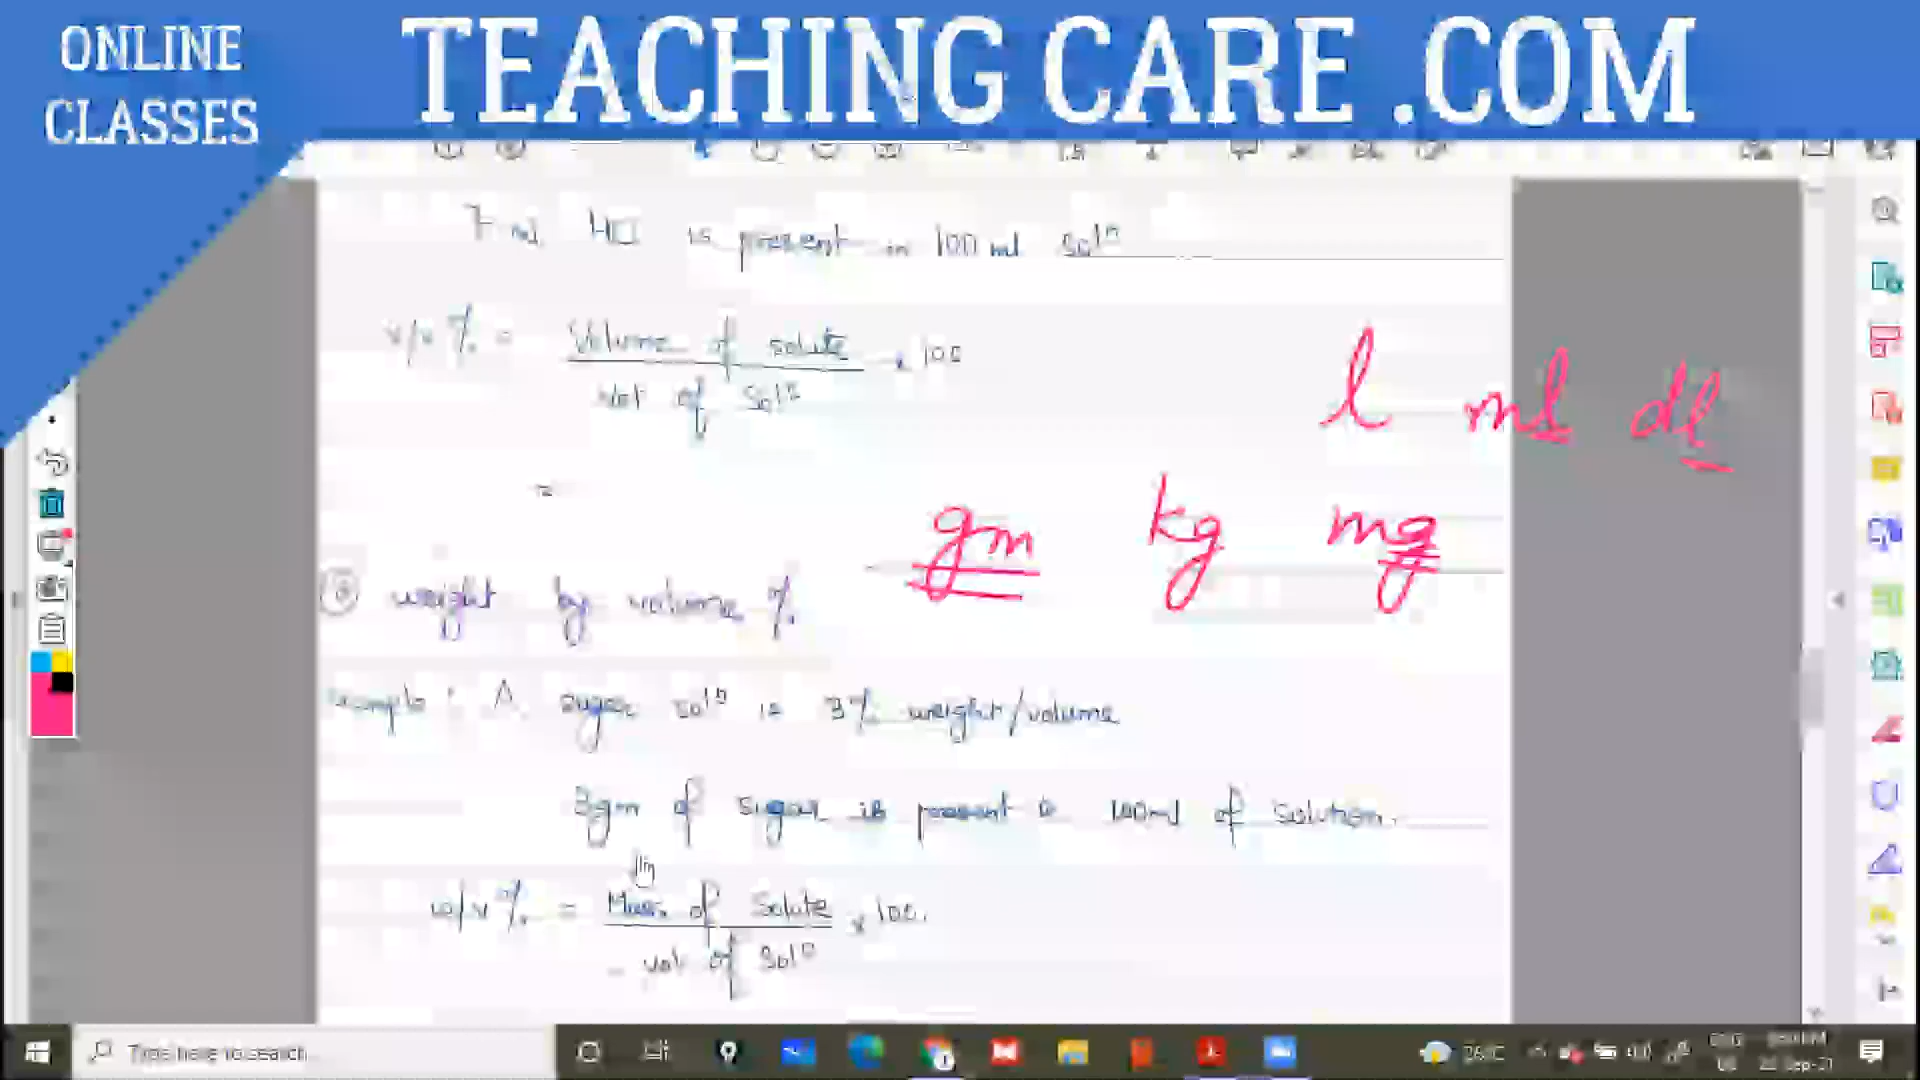 ONLINE
CLASSES
TEACHING CARE .COM
7 ml HCl is present in 100 ml solⁿ
v/v % = Volume of solute × 100
vol of solⁿ
l ml dl
=
gm kg mg
③ weight by volume %
Example : A sugar solⁿ is 3% weight/volume
3gm of sugar is present in 100ml of solution.
w/v % = Mass of Solute × 100.
vol of Solⁿ
Type here to search
26°C